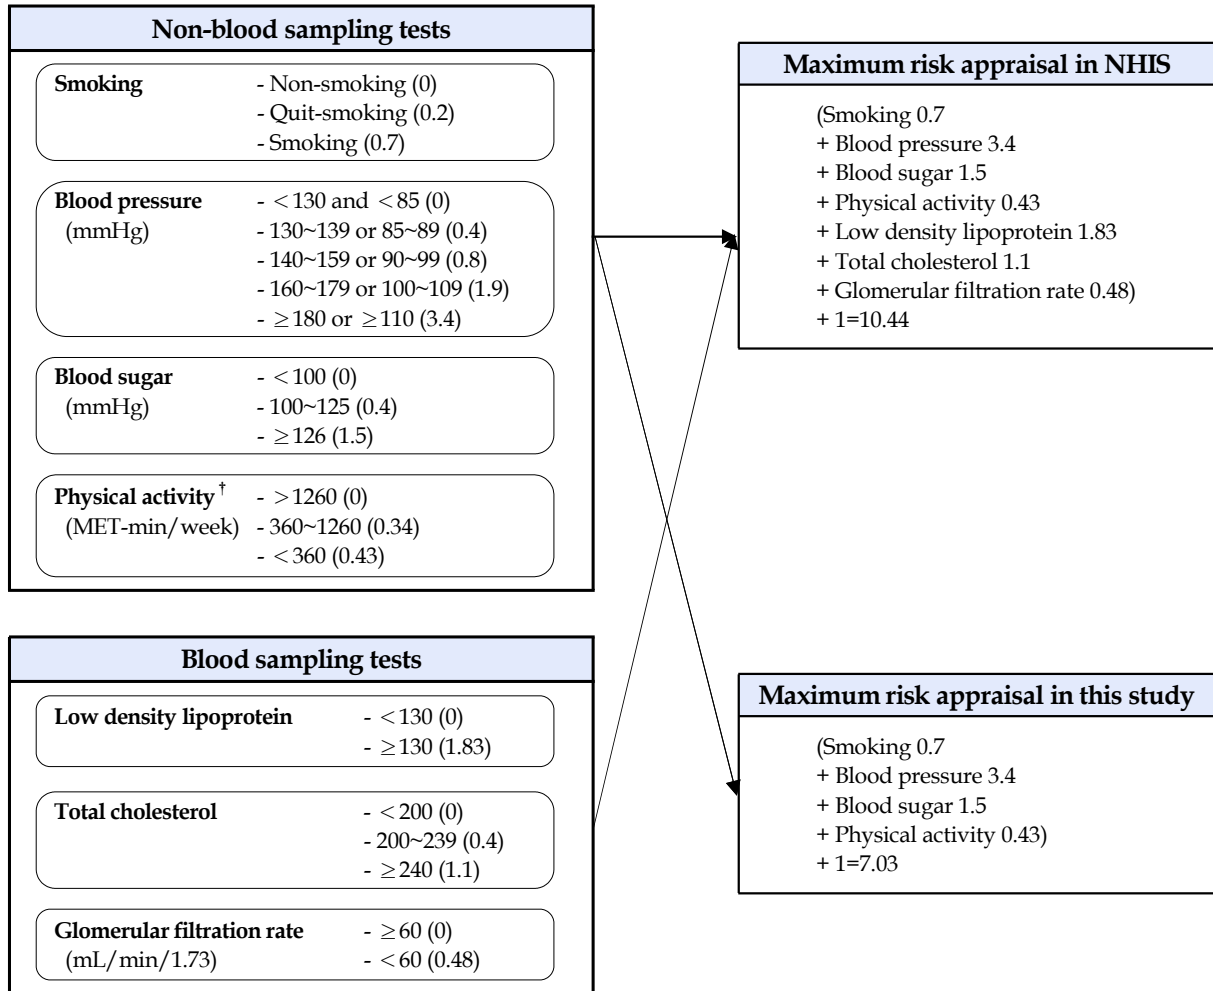 Non-blood sampling tests
Smoking - Non-smoking (0)
- Quit-smoking (0.2)
- Smoking (0.7)
Blood pressure - <130 and <85 (0)
(mmHg) - 130~139 or 85~89 (0.4)
- 140~159 or 90~99 (0.8)
- 160~179 or 100~109 (1.9)
- ≥180 or ≥110 (3.4)
Blood sugar - <100 (0)
(mmHg) - 100~125 (0.4)
- ≥126 (1.5)
Physical activity† - >1260 (0)
(MET-min/week) - 360~1260 (0.34)
- <360 (0.43)
Blood sampling tests
Low density lipoprotein - <130 (0)
- ≥130 (1.83)
Total cholesterol - <200 (0)
- 200~239 (0.4)
- ≥240 (1.1)
Glomerular filtration rate - ≥60 (0)
(mL/min/1.73) - <60 (0.48)
Maximum risk appraisal in NHIS
(Smoking 0.7
+ Blood pressure 3.4
+ Blood sugar 1.5
+ Physical activity 0.43
+ Low density lipoprotein 1.83
+ Total cholesterol 1.1
+ Glomerular filtration rate 0.48)
+ 1=10.44
Maximum risk appraisal in this study
(Smoking 0.7
+ Blood pressure 3.4
+ Blood sugar 1.5
+ Physical activity 0.43)
+ 1=7.03